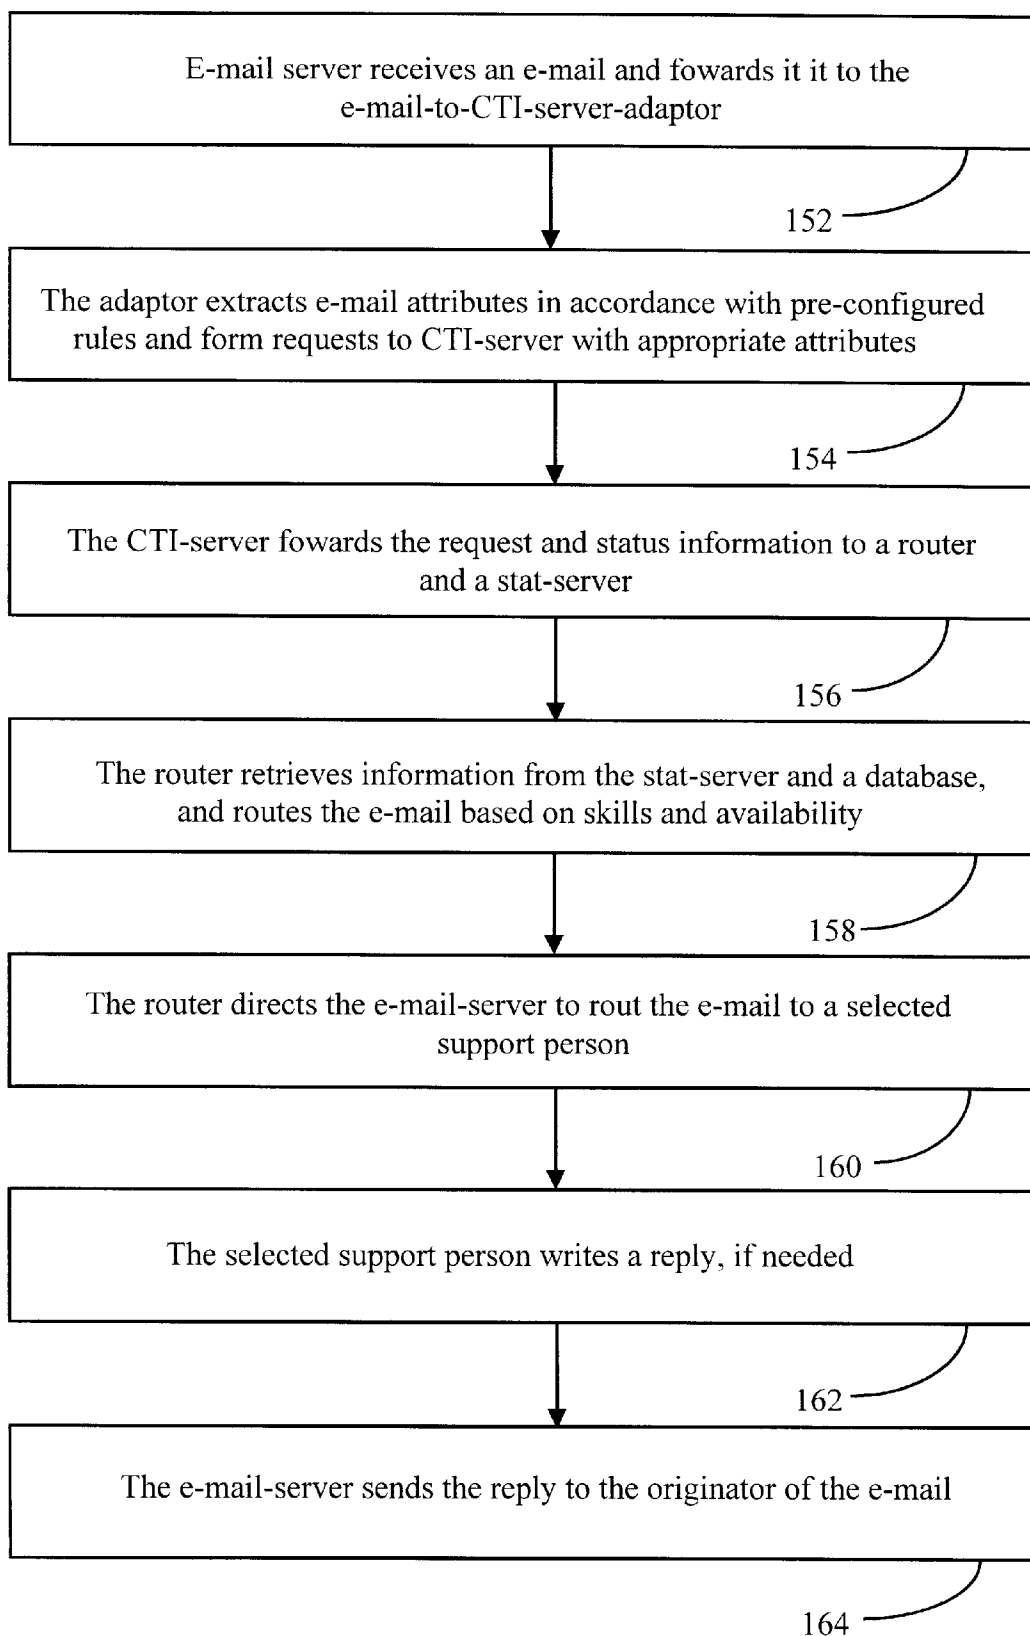 E-mail server receives an e-mail and fowards it it to the
e-mail-to-CTI-server-adaptor
152
The adaptor extracts e-mail attributes in accordance with pre-configured
rules and form requests to CTI-server with appropriate attributes
154
The CTI-server fowards the request and status information to a router
and a stat-server
156
The router retrieves information from the stat-server and a database,
and routes the e-mail based on skills and availability
158
The router directs the e-mail-server to rout the e-mail to a selected
support person
160
The selected support person writes a reply, if needed
162
The e-mail-server sends the reply to the originator of the e-mail
164